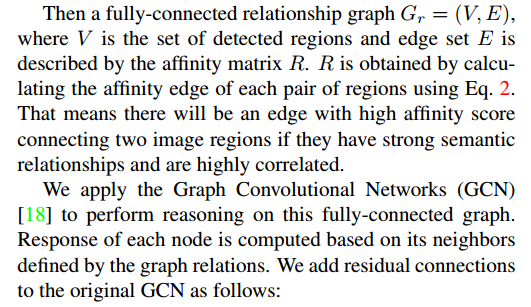 Then a fully-connected relationship graph Gr = (V, E),
where V is the set of detected regions and edge set E is
described by the affinity matrix R. R is obtained by calcu-
lating the affinity edge of each pair of regions using Eq. 2.
That means there will be an edge with high affinity score
connecting two image regions if they have strong semantic
relationships and are highly correlated.
We apply the Graph Convolutional Networks (GCN)
[18] to perform reasoning on this fully-connected graph.
Response of each node is computed based on its neighbors
defined by the graph relations. We add residual connections
to the original GCN as follows: